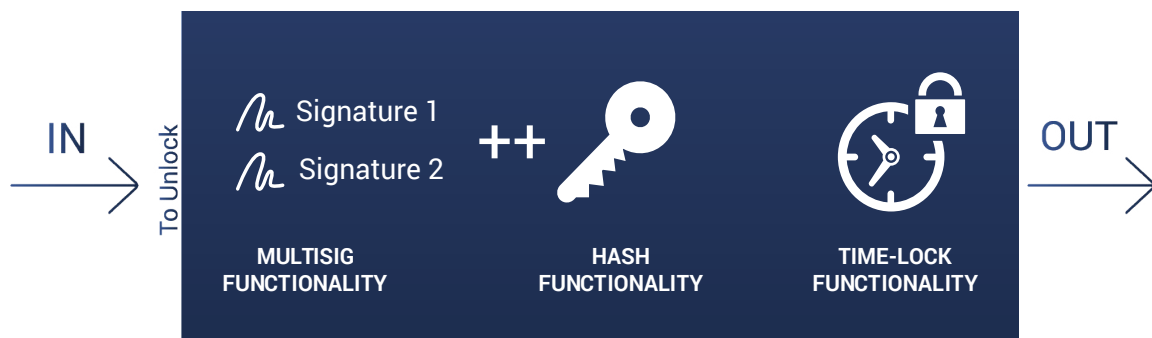 IN
To Unlock
Signature 1
Signature 2
++
MULTISIG
FUNCTIONALITY
HASH
FUNCTIONALITY
TIME-LOCK
FUNCTIONALITY
OUT